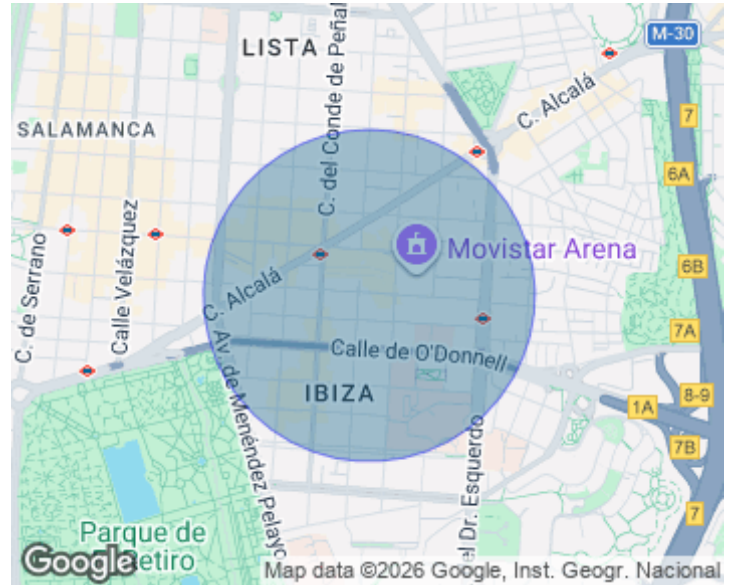 M-30
LISTA
C. del Conde de Peñal
C. Alcalá
7
SALAMANCA
6A
Calle Velázquez
C. de Serrano
Movistar Arena
6B
C. Alcalá
7A
Calle de O'Donnell
C. Av. de Menéndez Pelayo
IBIZA
8-9
1A
7B
el Dr. Esquerdo
7
Parque de
Retiro
Google
Map data ©2026 Google, Inst. Geogr. Nacional